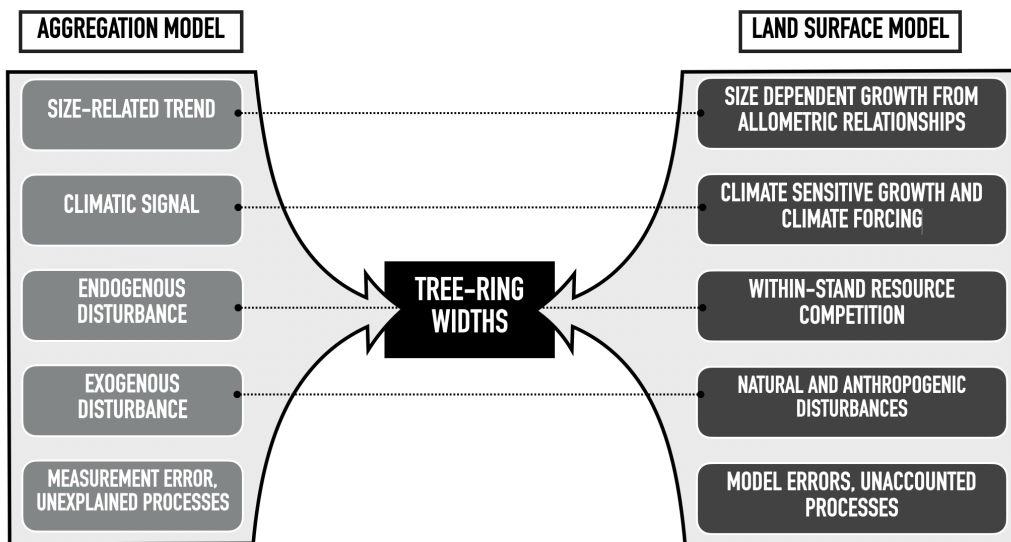 AGGREGATION MODEL
LAND SURFACE MODEL
SIZE-RELATED TREND
CLIMATIC SIGNAL
ENDOGENOUS
DISTURBANCE
EXOGENOUS
DISTURBANCE
MEASUREMENT ERROR,
UNEXPLAINED PROCESSES
TREE-RING
WIDTHS
SIZE DEPENDENT GROWTH FROM
ALLOMETRIC RELATIONSHIPS
CLIMATE SENSITIVE GROWTH AND
CLIMATE FORCING
WITHIN-STAND RESOURCE
COMPETITION
NATURAL AND ANTHROPOGENIC
DISTURBANCES
MODEL ERRORS, UNACCOUNTED
PROCESSES